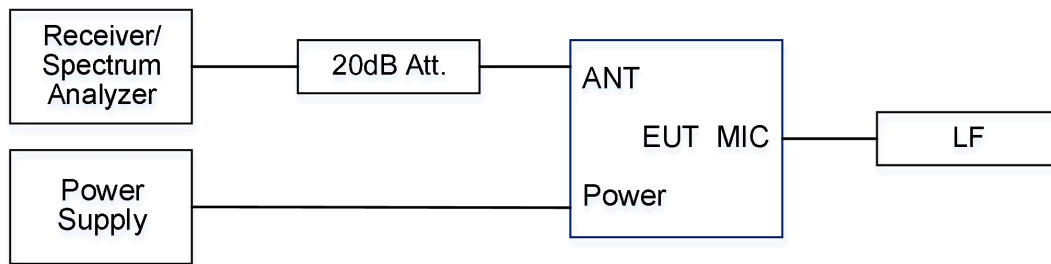 Receiver/
Spectrum
Analyzer
20dB Att.
ANT
EUT MIC
LF
Power
Supply
Power